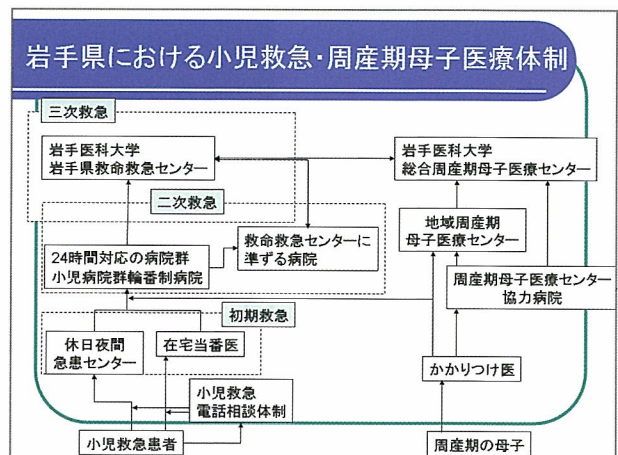 岩手県における小児救急・周産期母子医療体制
三次救急
岩手医科大学
岩手県救命救急センター
岩手医科大学
総合周産期母子医療センター
二次救急
24時間対応の病院群
小児病院群輪番制病院
救命救急センターに
準ずる病院
地域周産期
母子医療センター
周産期母子医療センター
協力病院
初期救急
休日夜間
急患センター
在宅当番医
かかりつけ医
小児救急
電話相談体制
小児救急患者
周産期の母子